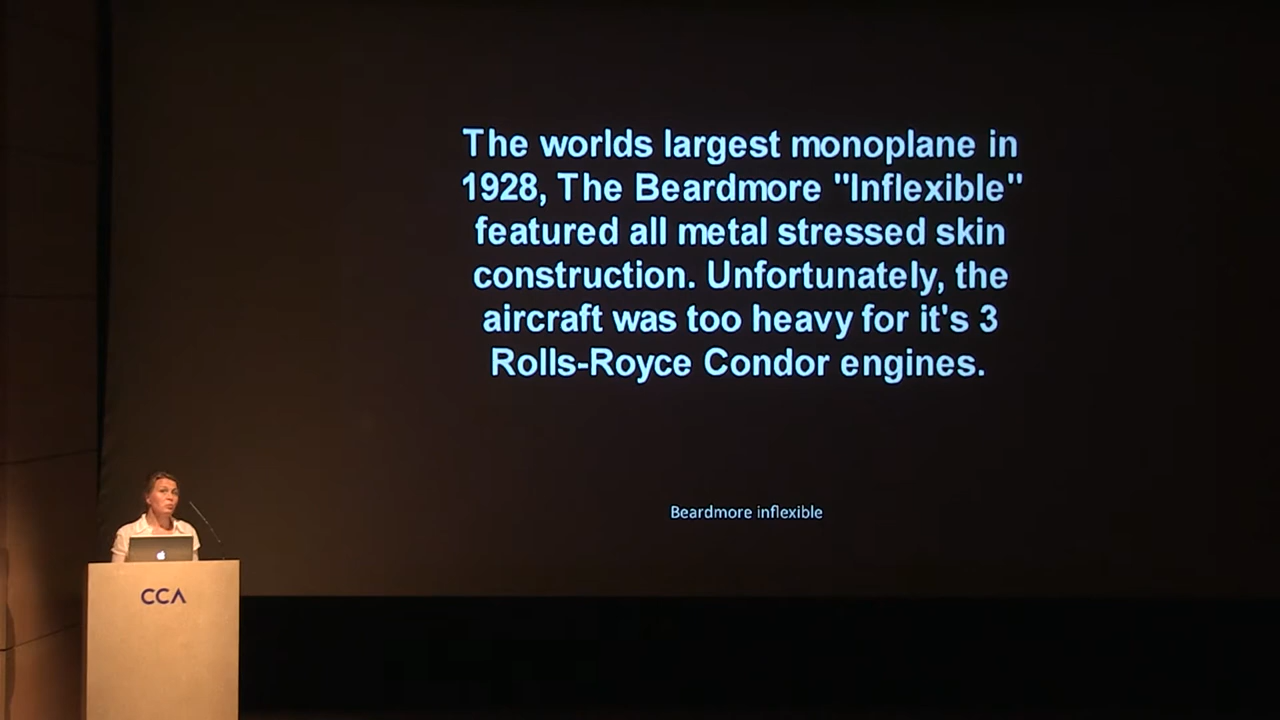 The worlds largest monoplane in
1928, The Beardmore "Inflexible"
featured all metal stressed skin
construction. Unfortunately, the
aircraft was too heavy for it's 3
Rolls-Royce Condor engines.
Beardmore inflexible
CCA